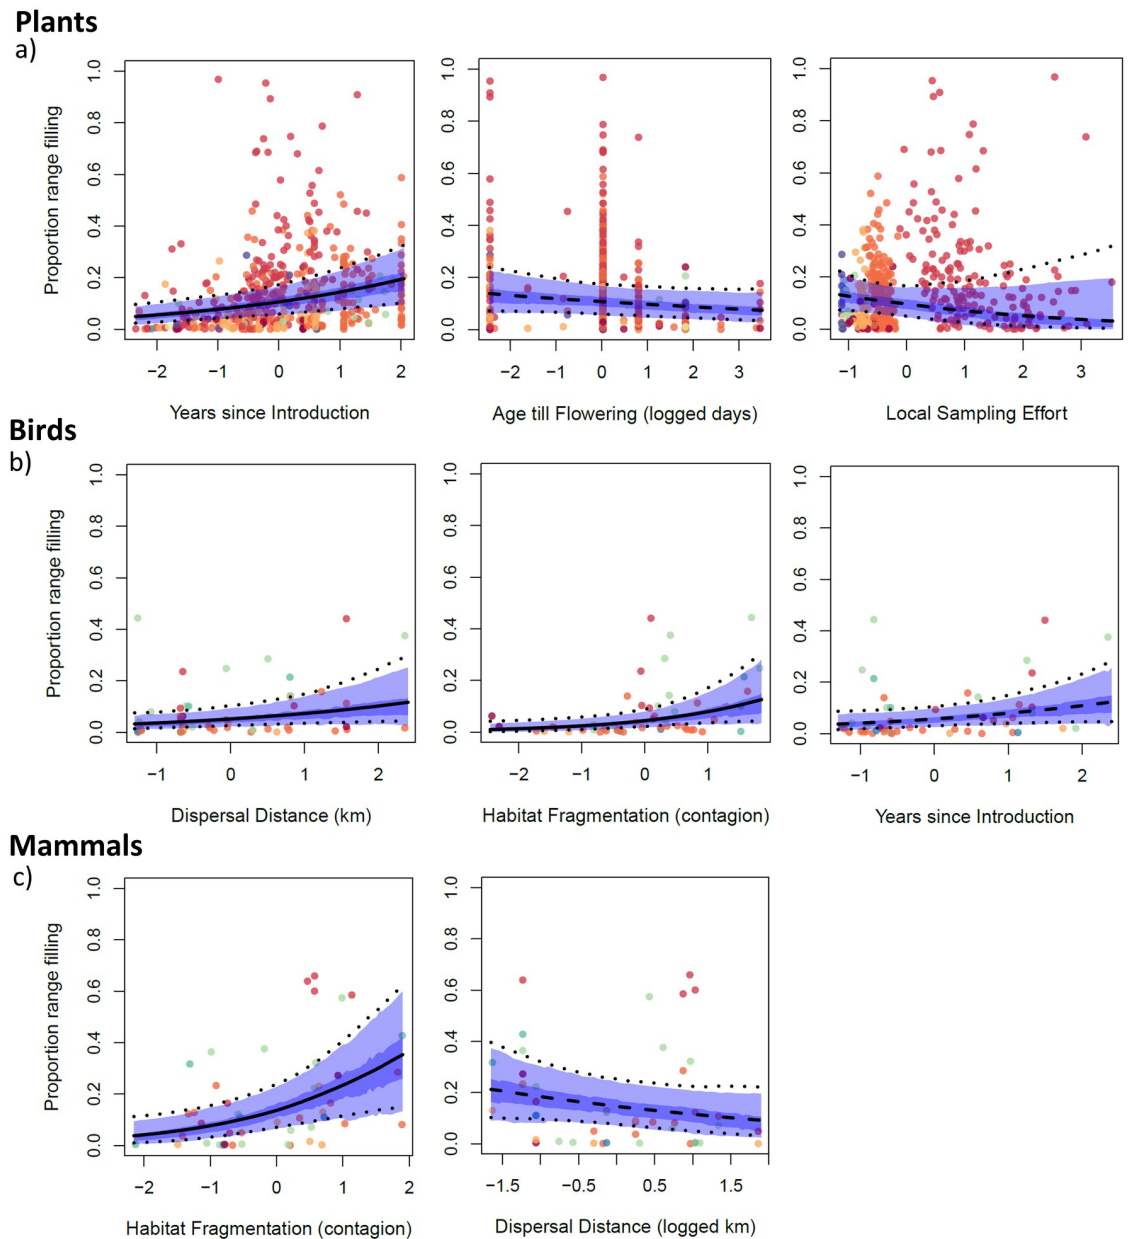 Plants
a)
Proportion range filling
0.0 0.2 0.4 0.6 0.8 1.0
−2 −1 0 1 2
Years since Introduction
0.0 0.2 0.4 0.6 0.8 1.0
−2 −1 0 1 2 3
Age till Flowering (logged days)
0.0 0.2 0.4 0.6 0.8 1.0
−1 0 1 2 3
Local Sampling Effort
Birds
b)
Proportion range filling
0.0 0.2 0.4 0.6 0.8 1.0
−1 0 1 2
Dispersal Distance (km)
0.0 0.2 0.4 0.6 0.8 1.0
−2 −1 0 1
Habitat Fragmentation (contagion)
0.0 0.2 0.4 0.6 0.8 1.0
−1 0 1 2
Years since Introduction
Mammals
c)
Proportion range filling
0.0 0.2 0.4 0.6 0.8 1.0
−2 −1 0 1 2
Habitat Fragmentation (contagion)
0.0 0.2 0.4 0.6 0.8 1.0
−1.5 −0.5 0.5 1.5
Dispersal Distance (logged km)